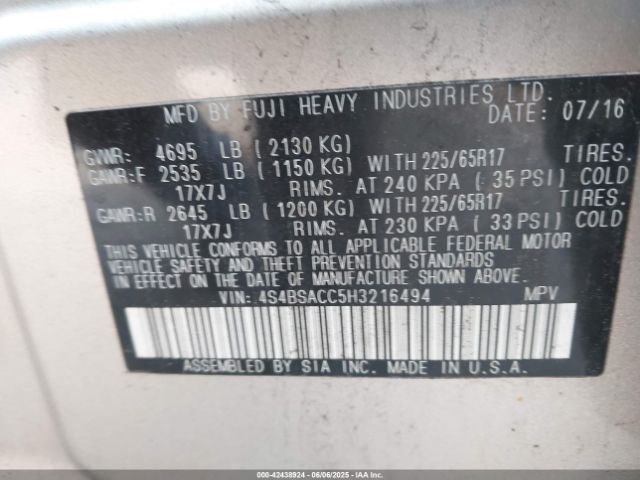 MFD BY FUJI HEAVY INDUSTRIES LTD.
DATE: 07/16
GVWR: 4695 LB (2130 KG)
GAWR:F 2535 LB (1150 KG) WITH 225/65R17 TIRES.
17X7J RIMS. AT 240 KPA (35 PSI) COLD
GAWR:R 2645 LB (1200 KG) WITH 225/65R17 TIRES.
17X7J RIMS. AT 230 KPA (33 PSI) COLD
THIS VEHICLE CONFORMS TO ALL APPLICABLE FEDERAL MOTOR
VEHICLE SAFETY AND THEFT PREVENTION STANDARDS
IN EFFECT ON THE DATE OF MANUFACTURE SHOWN ABOVE.
VIN: 4S4BSACC5H3216494 MPV
ASSEMBLED BY SIA INC. MADE IN U.S.A.
000-42438924 - 06/06/2025 - COPYRIGHT IAA, LLC.